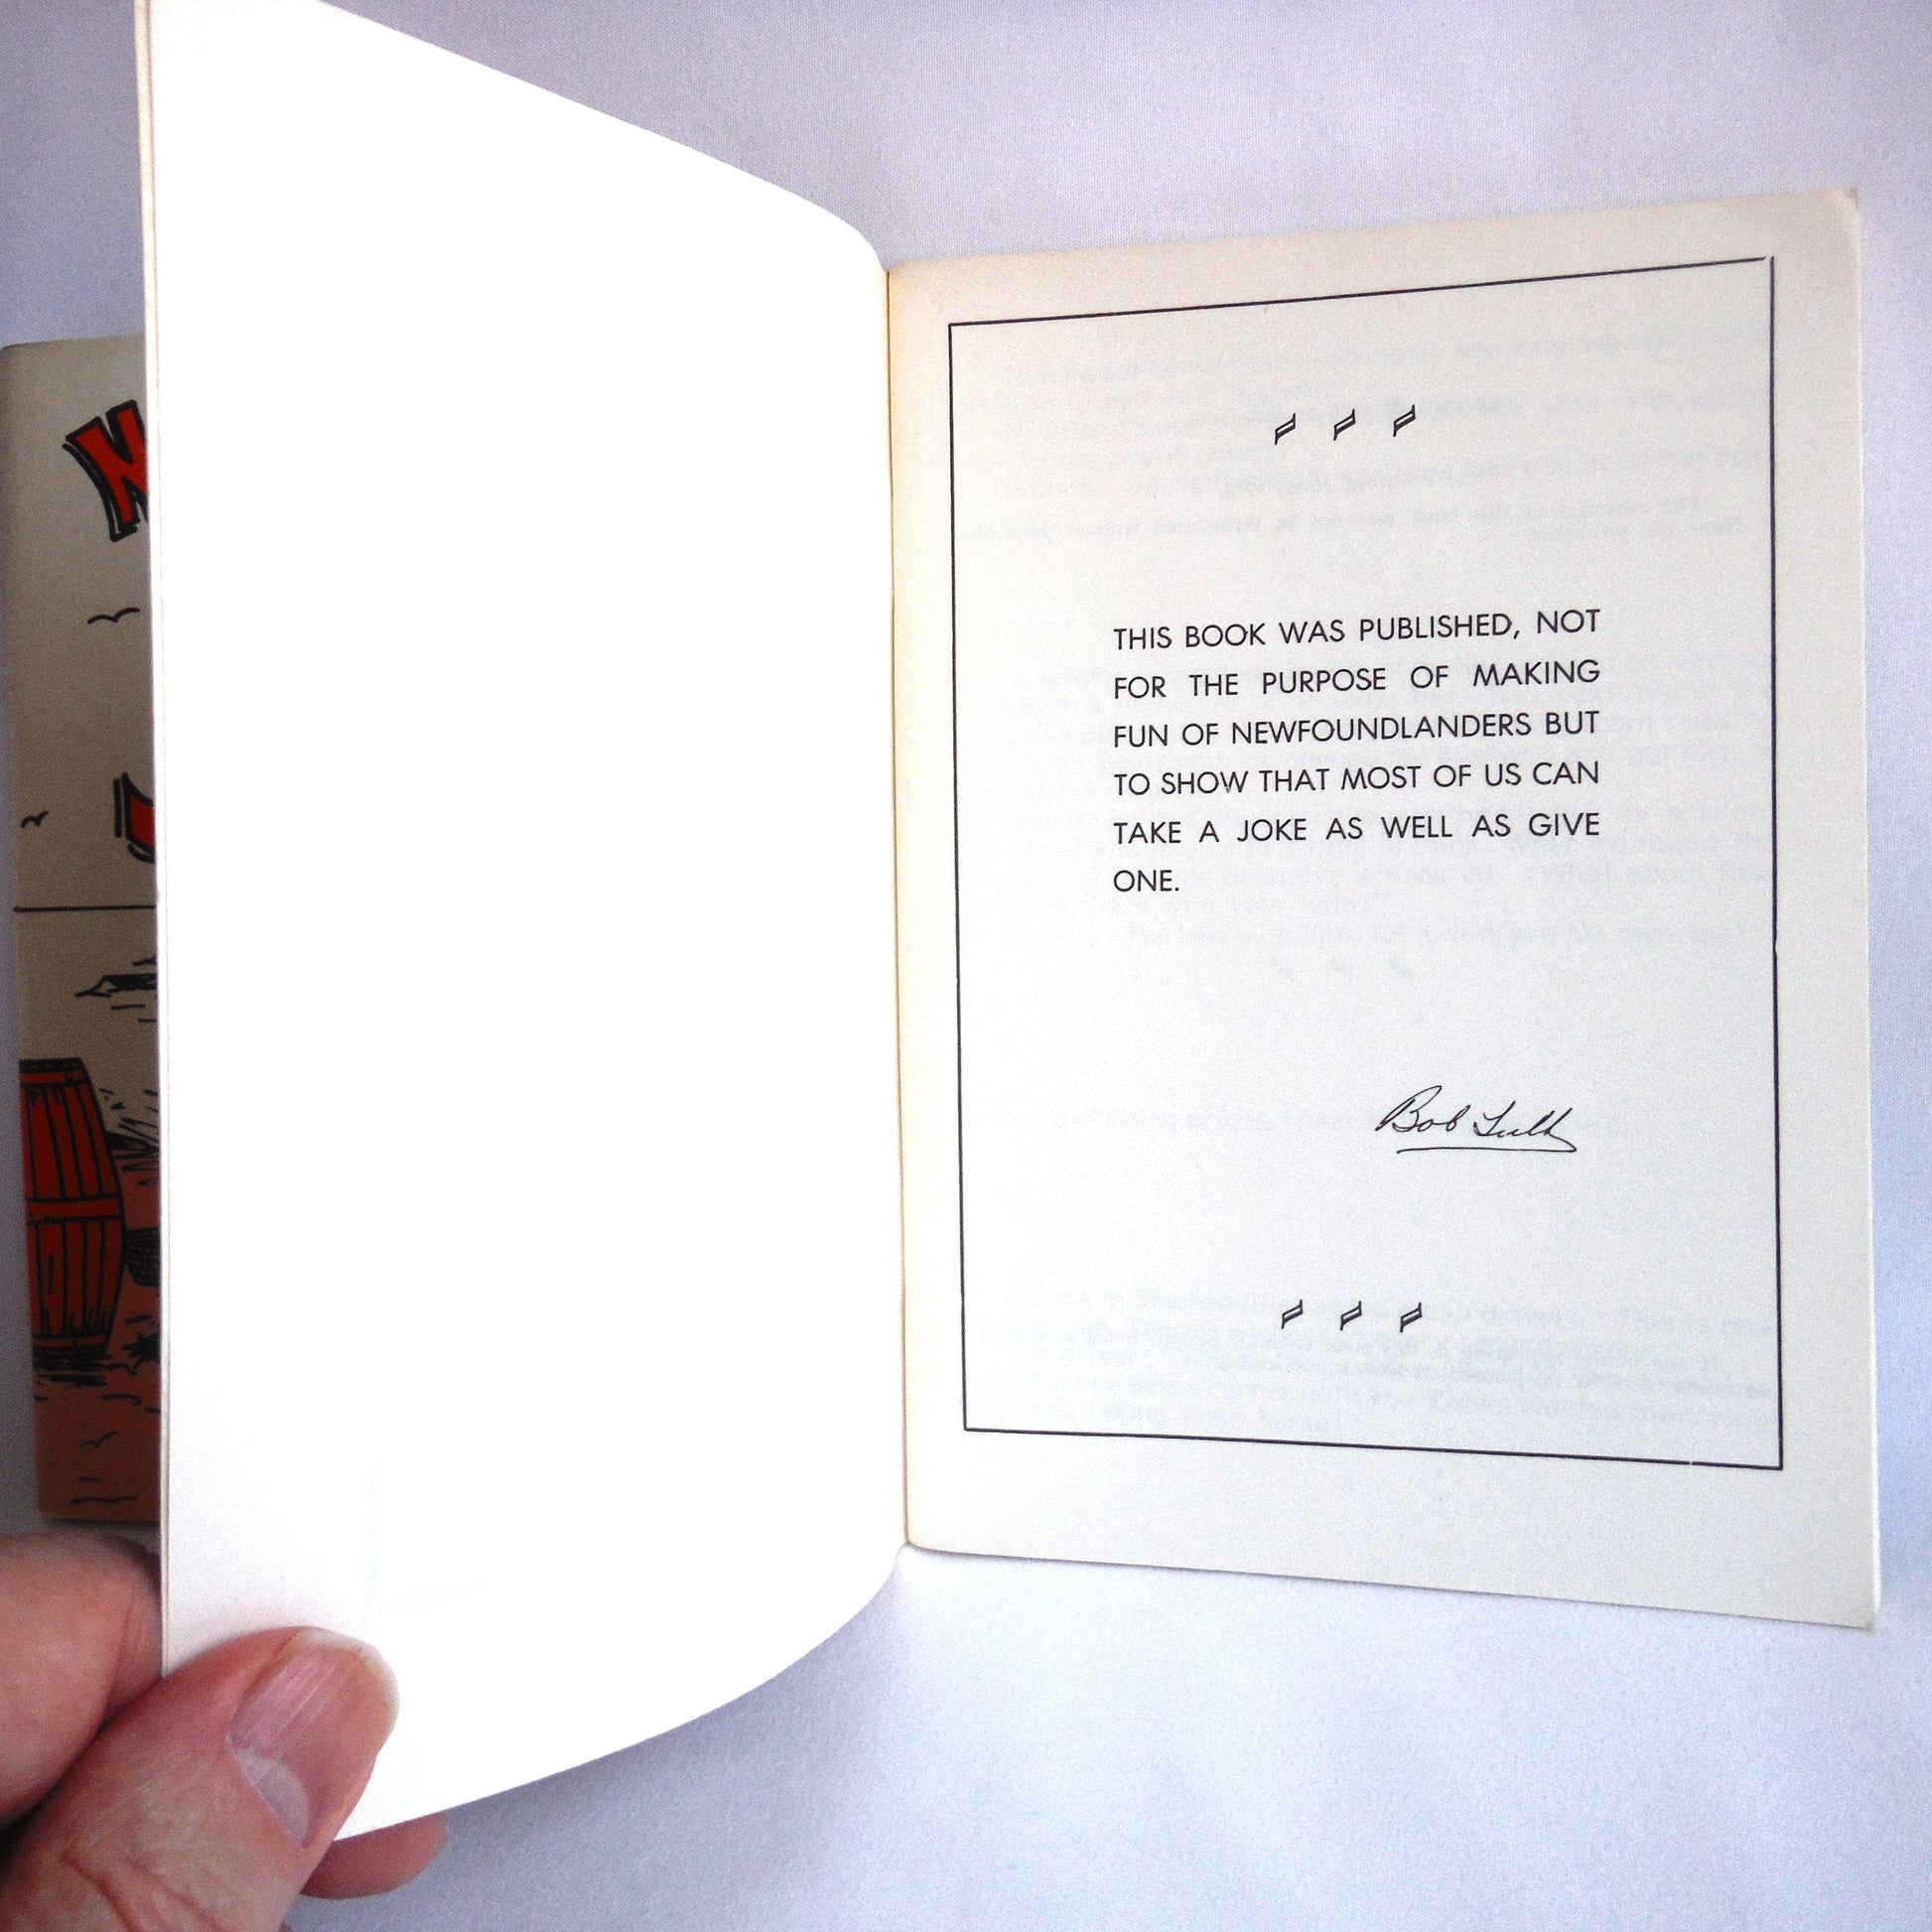 THIS BOOK WAS PUBLISHED, NOT
FOR THE PURPOSE OF MAKING
FUN OF NEWFOUNDLANDERS BUT
TO SHOW THAT MOST OF US CAN
TAKE A JOKE AS WELL AS GIVE
ONE.
Bob